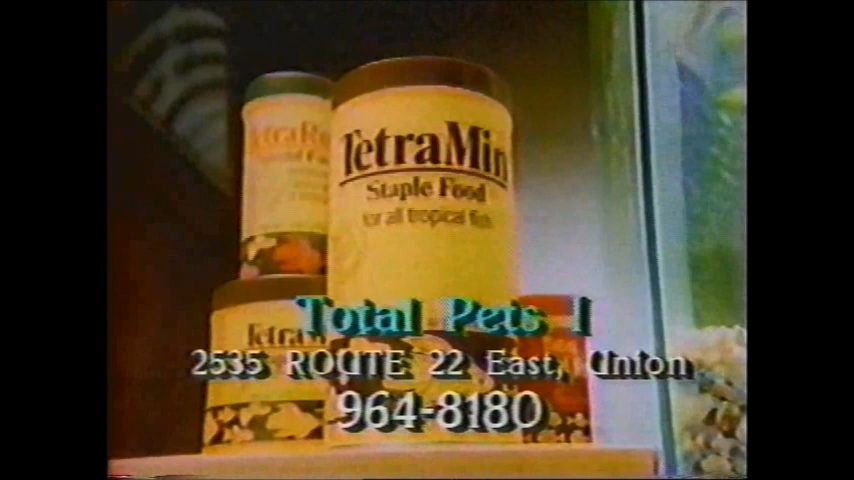 TetraMin
Staple Food
for all tropical fish
Total Pets I
2535 ROUTE 22 East, Union
964-8180